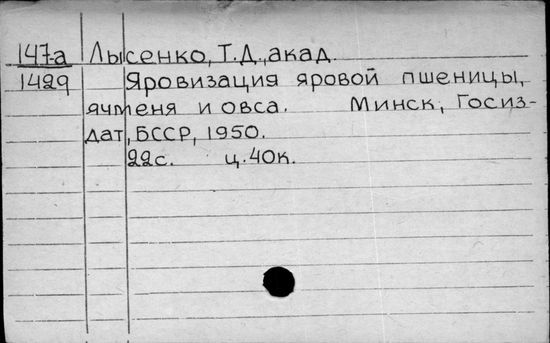 147-а Лысенко, Т.Д., акад.
1429 Яровизация яровой пшеницы,
ячменя и овса. Минск, Госиз-
дат, БССР, 1950.
22с. ц. 40к.